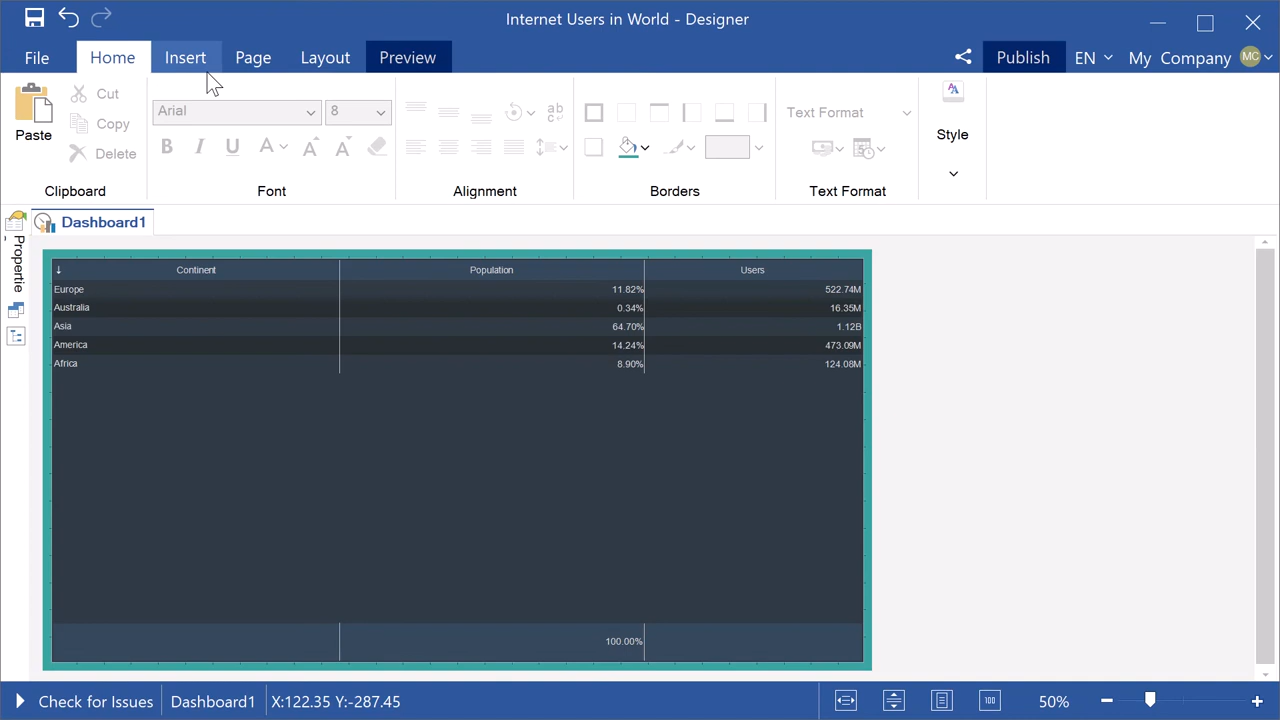 Internet Users in World - Designer
File Home Insert Page Layout Preview Publish EN My Company MC
Paste Cut Copy Delete
Clipboard
Arial 8
B I U A A A
Font
ab
c
Alignment
Borders
Text Format
Text Format
A A
Style
Propertie
Dashboard1
↓ Continent Population Users
Europe 11.82% 522.74M
Australia 0.34% 16.35M
Asia 64.70% 1.12B
America 14.24% 473.09M
Africa 8.90% 124.08M
100.00%
Check for Issues Dashboard1 X:122.35 Y:-287.45 100 50%